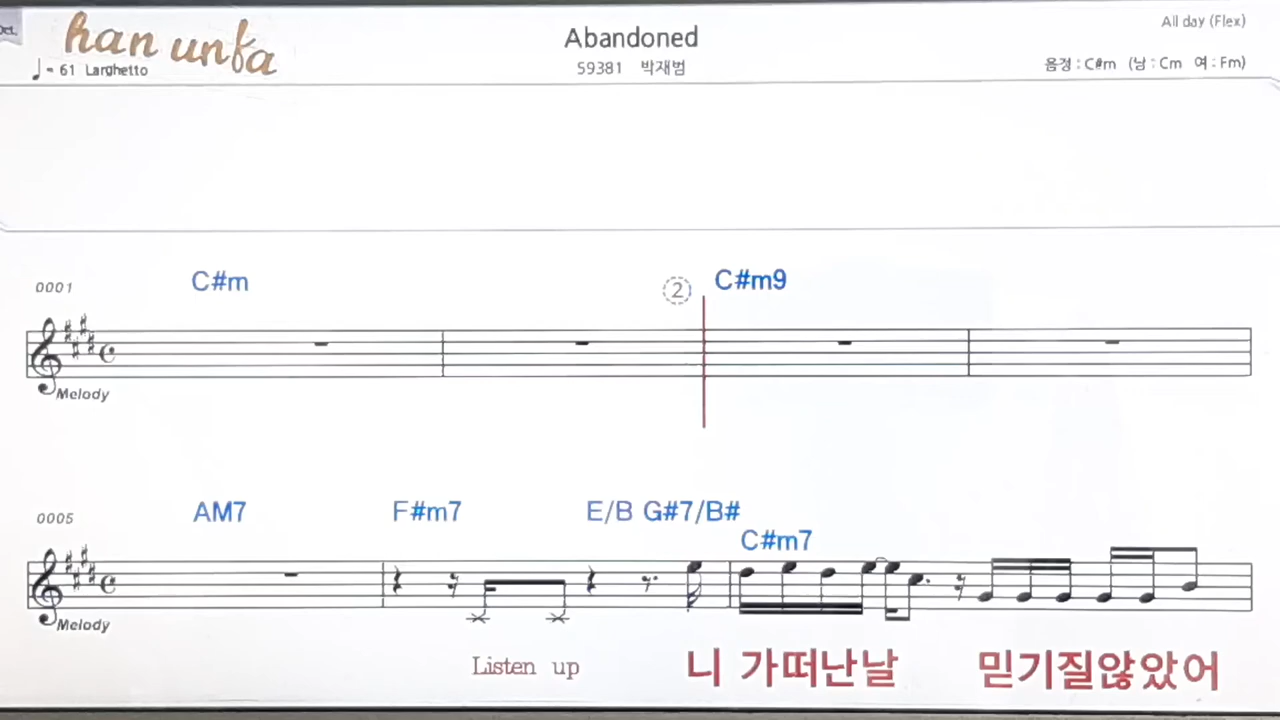 Oct.
han unfa
Abandoned
All day (Flex)
♩= 61 Larghetto
59381 박재범
음정 : C#m (남 : Cm 여 : Fm)
0001
C#m
②
C#m9
Melody
0005
AM7
F#m7
E/B G#7/B#
C#m7
Melody
Listen up
니 가떠난날
믿기질않았어